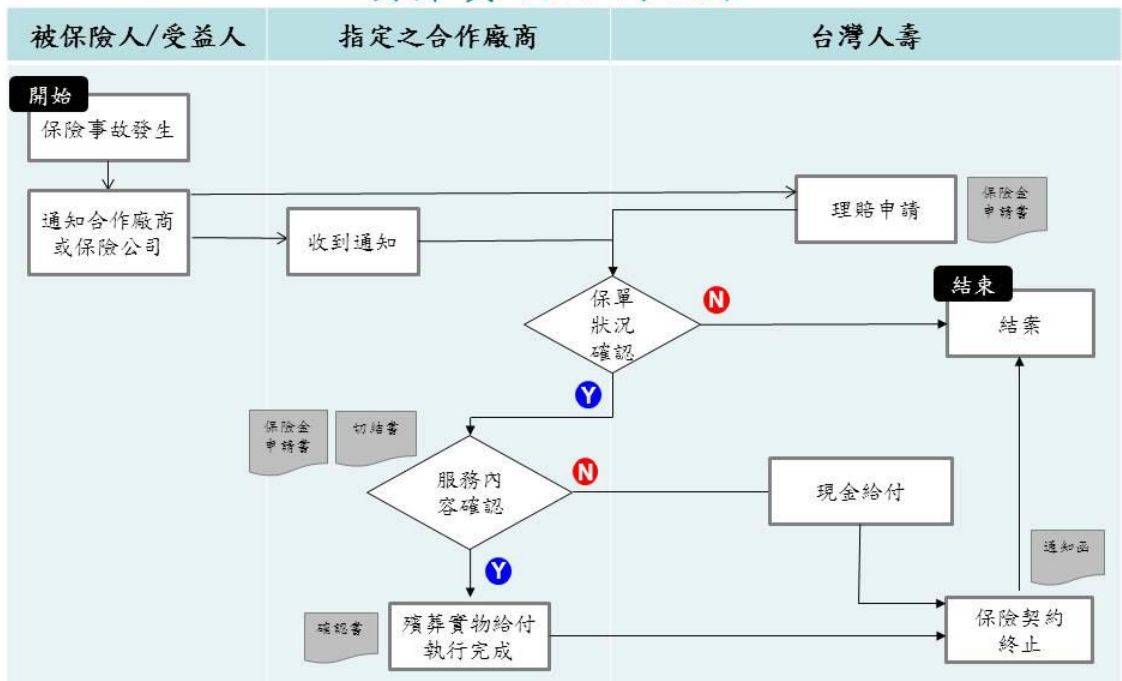 被保險人/受益人
指定之合作廠商
台灣人壽
開始
保險事故發生
通知合作廠商
或保險公司
收到通知
理賠申請
保險金
申請書
保單
狀況
確認
N
結束
結案
Y
保險金
申請書
切結書
服務內
容確認
N
現金給付
通知函
Y
確認書
殯葬實物給付
執行完成
保險契約
終止